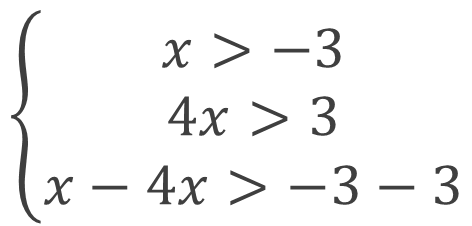 x > −3
4x > 3
x − 4x > −3 − 3